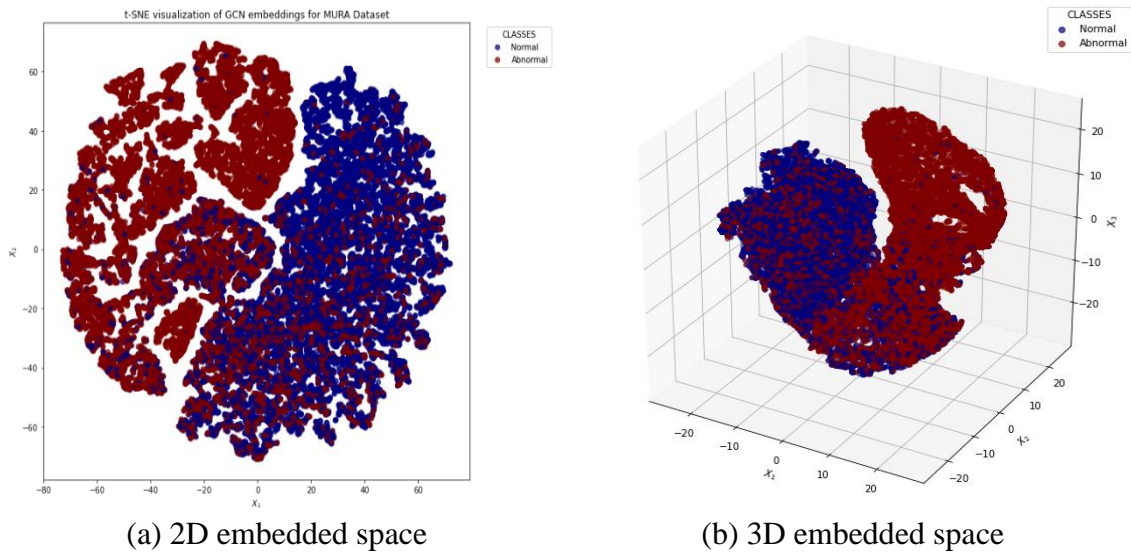 t-SNE visualization of GCN embeddings for MURA Dataset
CLASSES
Normal
Abnormal
60
40
20
0
−20
−40
−60
X₂
−80
−60
−40
−20
0
20
40
60
X₁
(a) 2D embedded space
CLASSES
Normal
Abnormal
20
10
0
−10
−20
X₃
20
10
0
−10
−20
X₂
−20
−10
0
10
20
(b) 3D embedded space